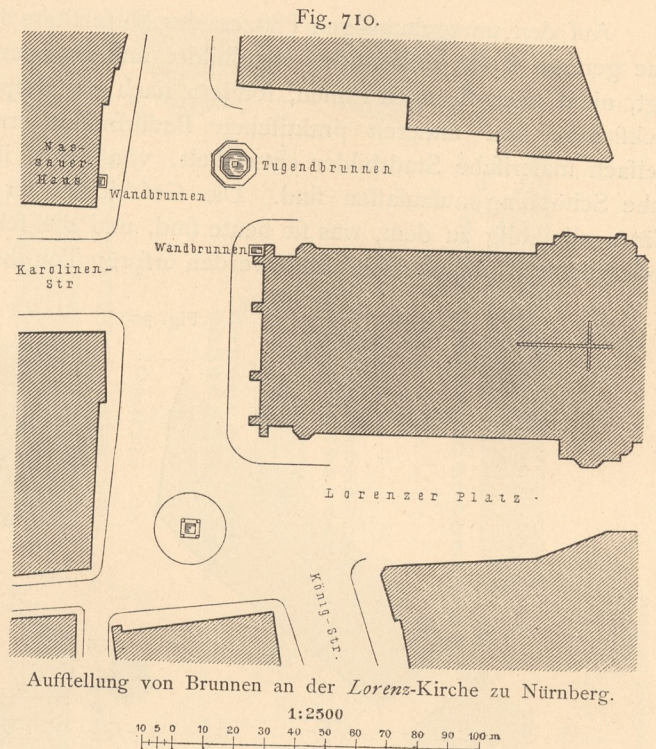 Fig. 710.
Nas-
sauer-
Haus
Wandbrunnen
Tugendbrunnen
Wandbrunnen
Karolinen-
Str
Lorenzer Platz.
König-Str.
Aufſtellung von Brunnen an der Lorenz-Kirche zu Nürnberg.
1:2500
10 5 0 10 20 30 40 50 60 70 80 90 100 m